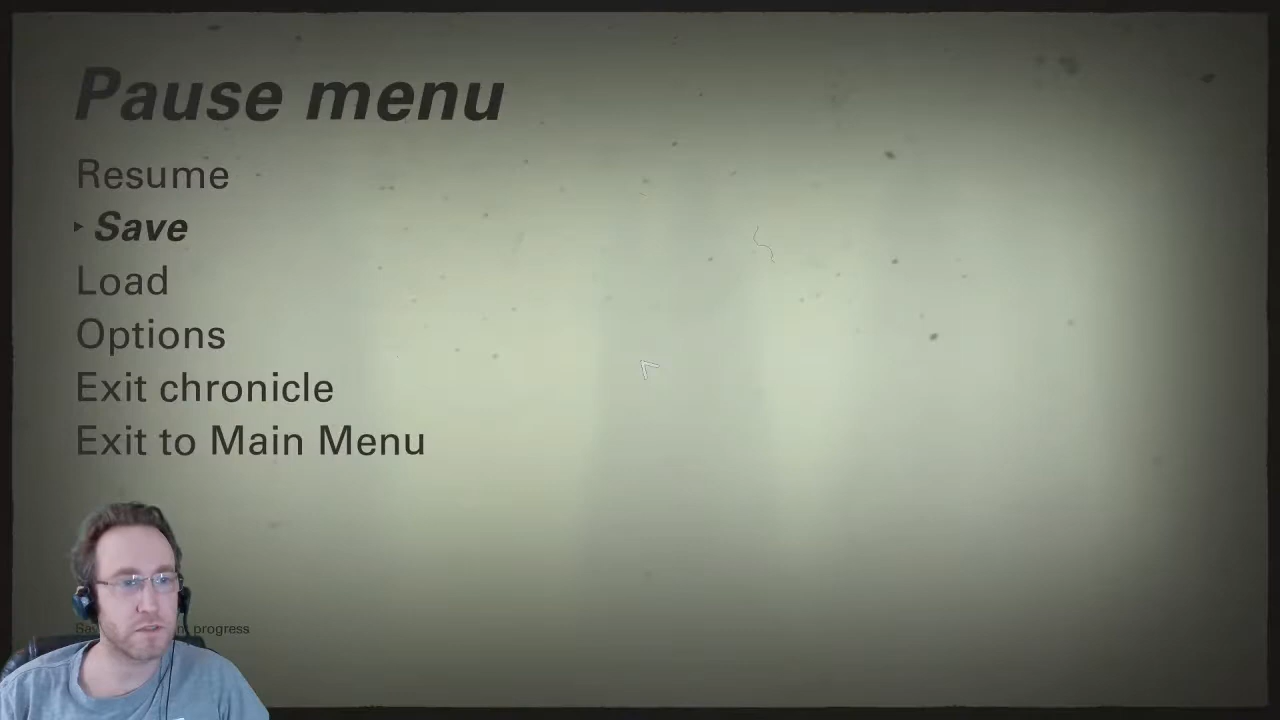 Pause menu
Resume
Save
Load
Options
Exit chronicle
Exit to Main Menu
progress